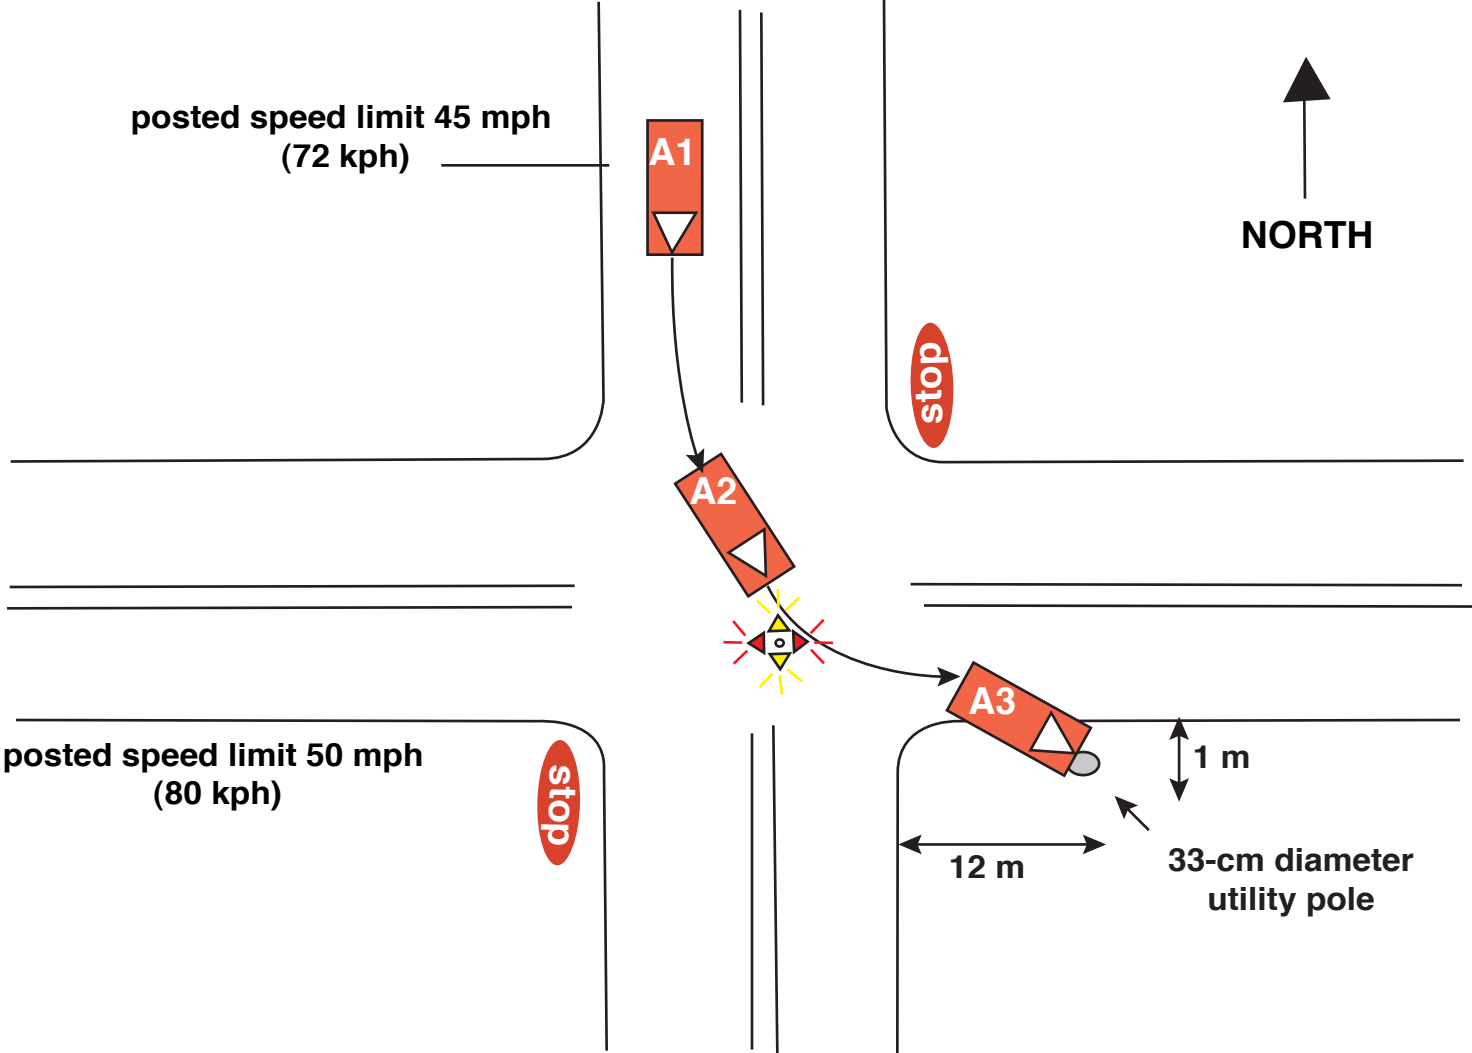 posted speed limit 45 mph
(72 kph)
A1
NORTH
stop
A2
A3
posted speed limit 50 mph
(80 kph)
stop
1 m
12 m
33-cm diameter
utility pole